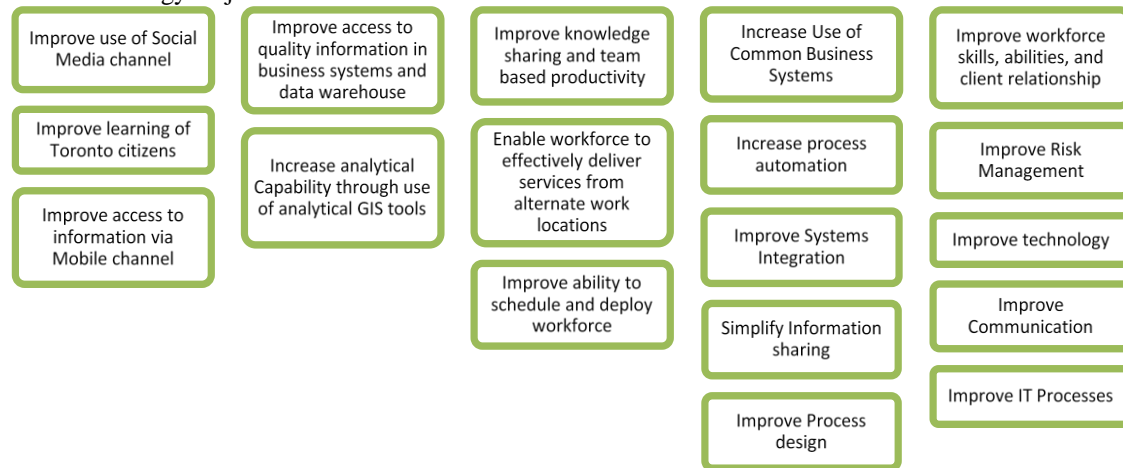 Improve use of Social
Media channel
Improve learning of
Toronto citizens
Improve access to
information via
Mobile channel
Improve access to
quality information in
business systems and
data warehouse
Increase analytical
Capability through use
of analytical GIS tools
Improve knowledge
sharing and team
based productivity
Enable workforce to
effectively deliver
services from
alternate work
locations
Improve ability to
schedule and deploy
workforce
Increase Use of
Common Business
Systems
Increase process
automation
Improve Systems
Integration
Simplify Information
sharing
Improve Process
design
Improve workforce
skills, abilities, and
client relationship
Improve Risk
Management
Improve technology
Improve
Communication
Improve IT Processes